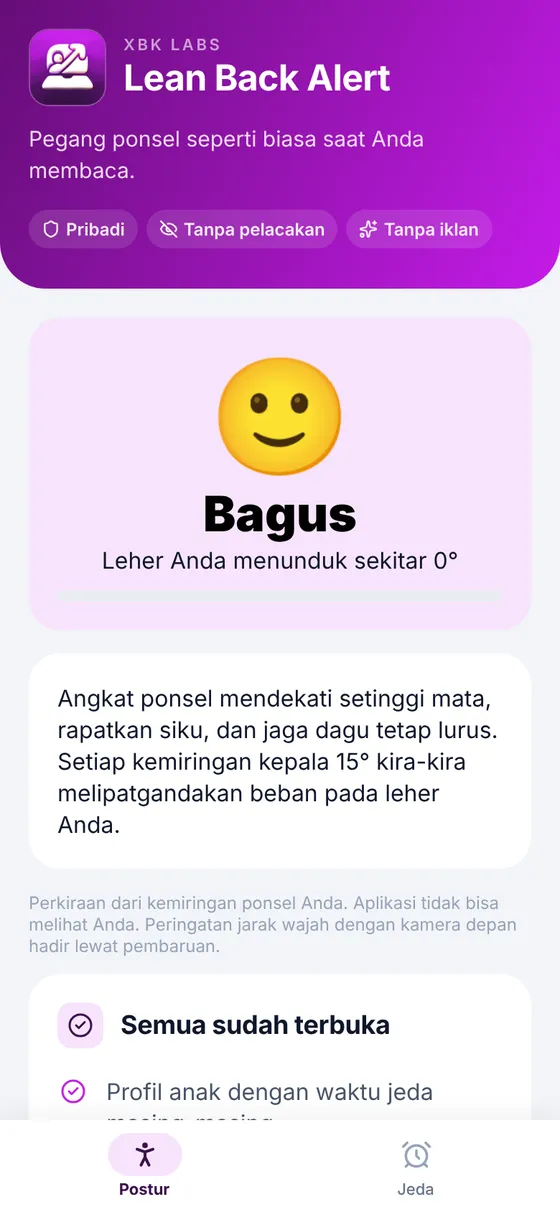 XBK LABS
Lean Back Alert
Pegang ponsel seperti biasa saat Anda
membaca.
Pribadi
Tanpa pelacakan
Tanpa iklan
Bagus
Leher Anda menunduk sekitar 0°
Angkat ponsel mendekati setinggi mata,
rapatkan siku, dan jaga dagu tetap lurus.
Setiap kemiringan kepala 15° kira-kira
melipatgandakan beban pada leher
Anda.
Perkiraan dari kemiringan ponsel Anda. Aplikasi tidak bisa
melihat Anda. Peringatan jarak wajah dengan kamera depan
hadir lewat pembaruan.
Semua sudah terbuka
Profil anak dengan waktu jeda
Postur
Jeda